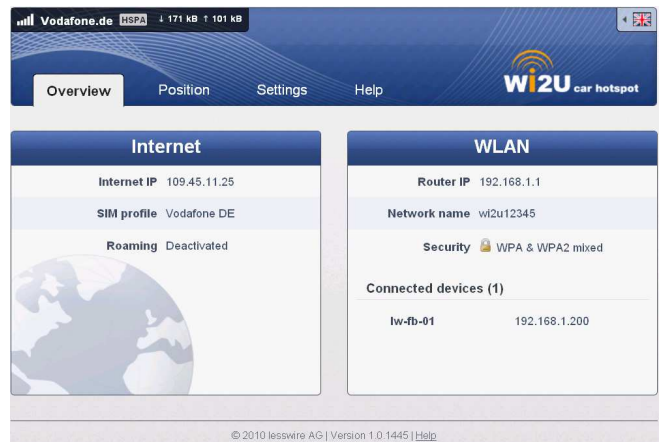 Vodafone.de HSPA ↓ 171 kB ↑ 101 kB
Wi2U car hotspot
Overview Position Settings Help
Internet
Internet IP 109.45.11.25
SIM profile Vodafone DE
Roaming Deactivated
WLAN
Router IP 192.168.1.1
Network name wi2u12345
Security WPA & WPA2 mixed
Connected devices (1)
lw-fb-01 192.168.1.200
© 2010 lesswire AG | Version 1.0.1445 | Help